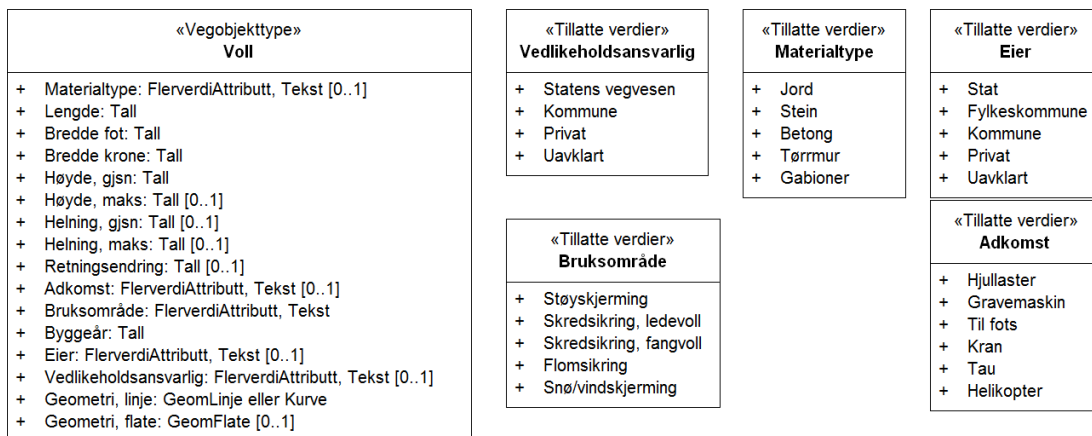 «Vegobjekttype»
Voll
+ Materialtype: FlerverdiAttributt, Tekst [0..1]
+ Lengde: Tall
+ Bredde fot: Tall
+ Bredde krone: Tall
+ Høyde, gjsn: Tall
+ Høyde, maks: Tall [0..1]
+ Helning, gjsn: Tall [0..1]
+ Helning, maks: Tall [0..1]
+ Retningsendring: Tall [0..1]
+ Adkomst: FlerverdiAttributt, Tekst [0..1]
+ Bruksområde: FlerverdiAttributt, Tekst
+ Byggeår: Tall
+ Eier: FlerverdiAttributt, Tekst [0..1]
+ Vedlikeholdsansvarlig: FlerverdiAttributt, Tekst [0..1]
+ Geometri, linje: GeomLinje eller Kurve
+ Geometri, flate: GeomFlate [0..1]
«Tillatte verdier»
Vedlikeholdsansvarlig
+ Statens vegvesen
+ Kommune
+ Privat
+ Uavklart
«Tillatte verdier»
Materialtype
+ Jord
+ Stein
+ Betong
+ Tørrmur
+ Gabioner
«Tillatte verdier»
Eier
+ Stat
+ Fylkeskommune
+ Kommune
+ Privat
+ Uavklart
«Tillatte verdier»
Bruksområde
+ Støyskjerming
+ Skredsikring, ledevoll
+ Skredsikring, fangvoll
+ Flomsikring
+ Snø/vindskjerming
«Tillatte verdier»
Adkomst
+ Hjullaster
+ Gravemaskin
+ Til fots
+ Kran
+ Tau
+ Helikopter